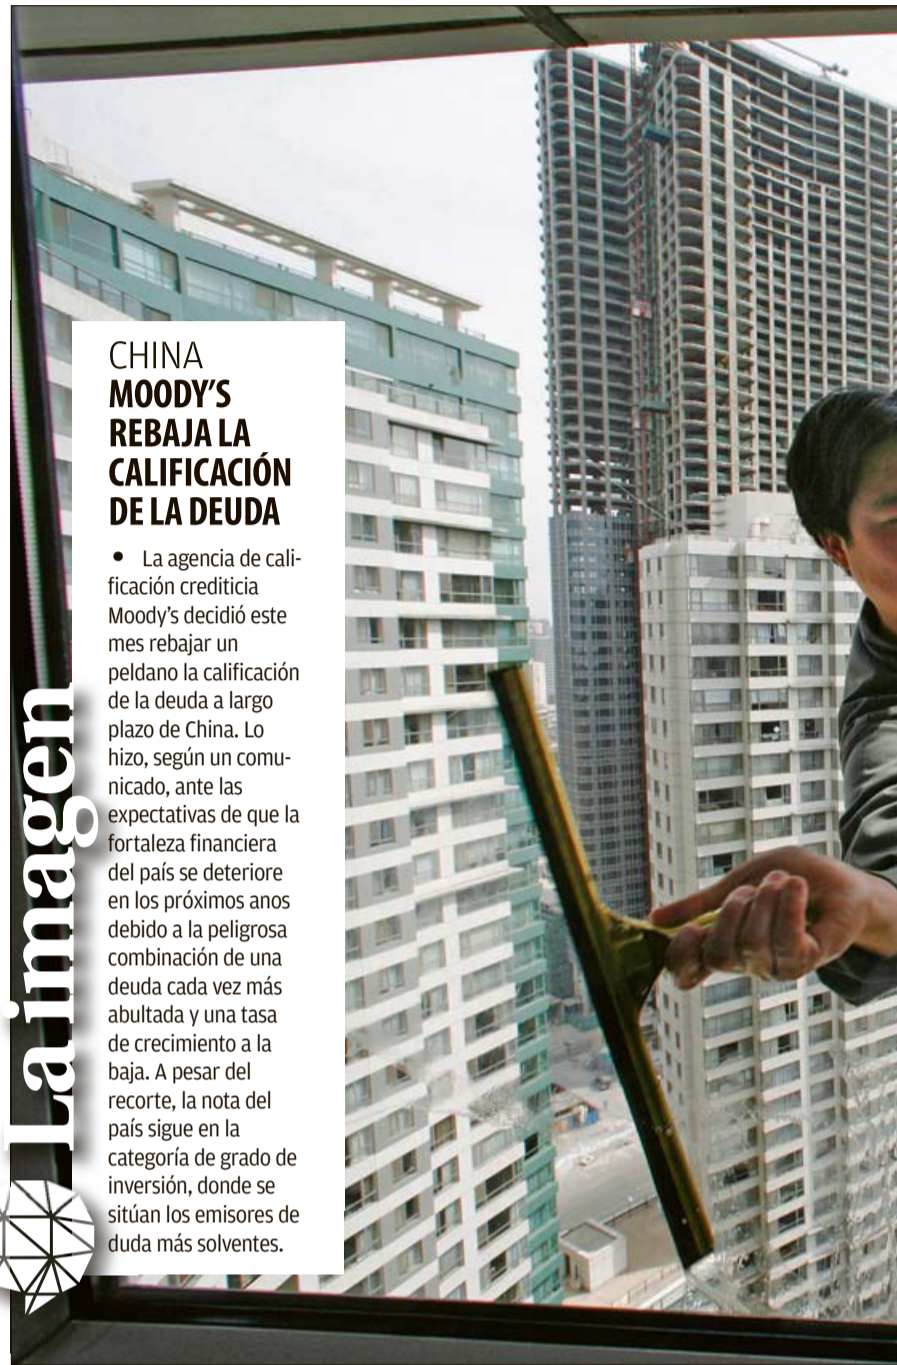 CHINA
MOODY'S
REBAJA LA
CALIFICACIÓN
DE LA DEUDA
• La agencia de cali-
ficación crediticia
Moody's decidió este
mes rebajar un
peldano la calificación
de la deuda a largo
plazo de China. Lo
hizo, según un comu-
nicado, ante las
expectativas de que la
fortaleza financiera
del país se deteriore
en los próximos anos
debido a la peligrosa
combinación de una
deuda cada vez más
abultada y una tasa
de crecimiento a la
baja. A pesar del
recorte, la nota del
país sigue en la
categoría de grado de
inversión, donde se
sitúan los emisores de
duda más solventes.
La imagen